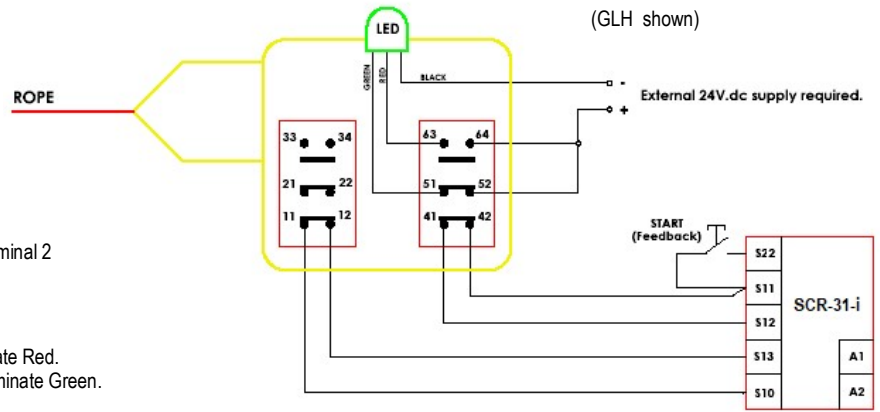 (GLH shown)
LED
GREEN
RED
BLACK
-
External 24V.dc supply required.
+
ROPE
33 34
63 64
21 22
51 52
11 12
41 42
START
(Feedback)
S22
S11
SCR-31-i
S12
S13 A1
S10 A2
minal 2
ate Red.
minate Green.